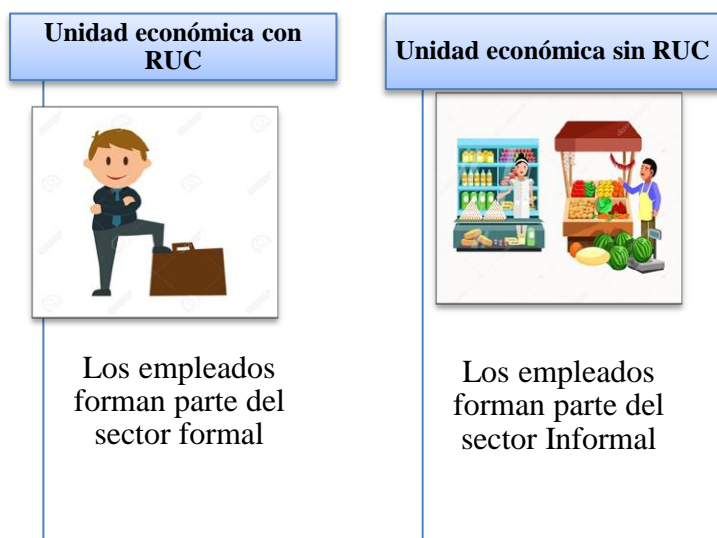 Unidad económica con
RUC
Los empleados
forman parte del
sector formal
Unidad económica sin RUC
Los empleados
forman parte del
sector Informal